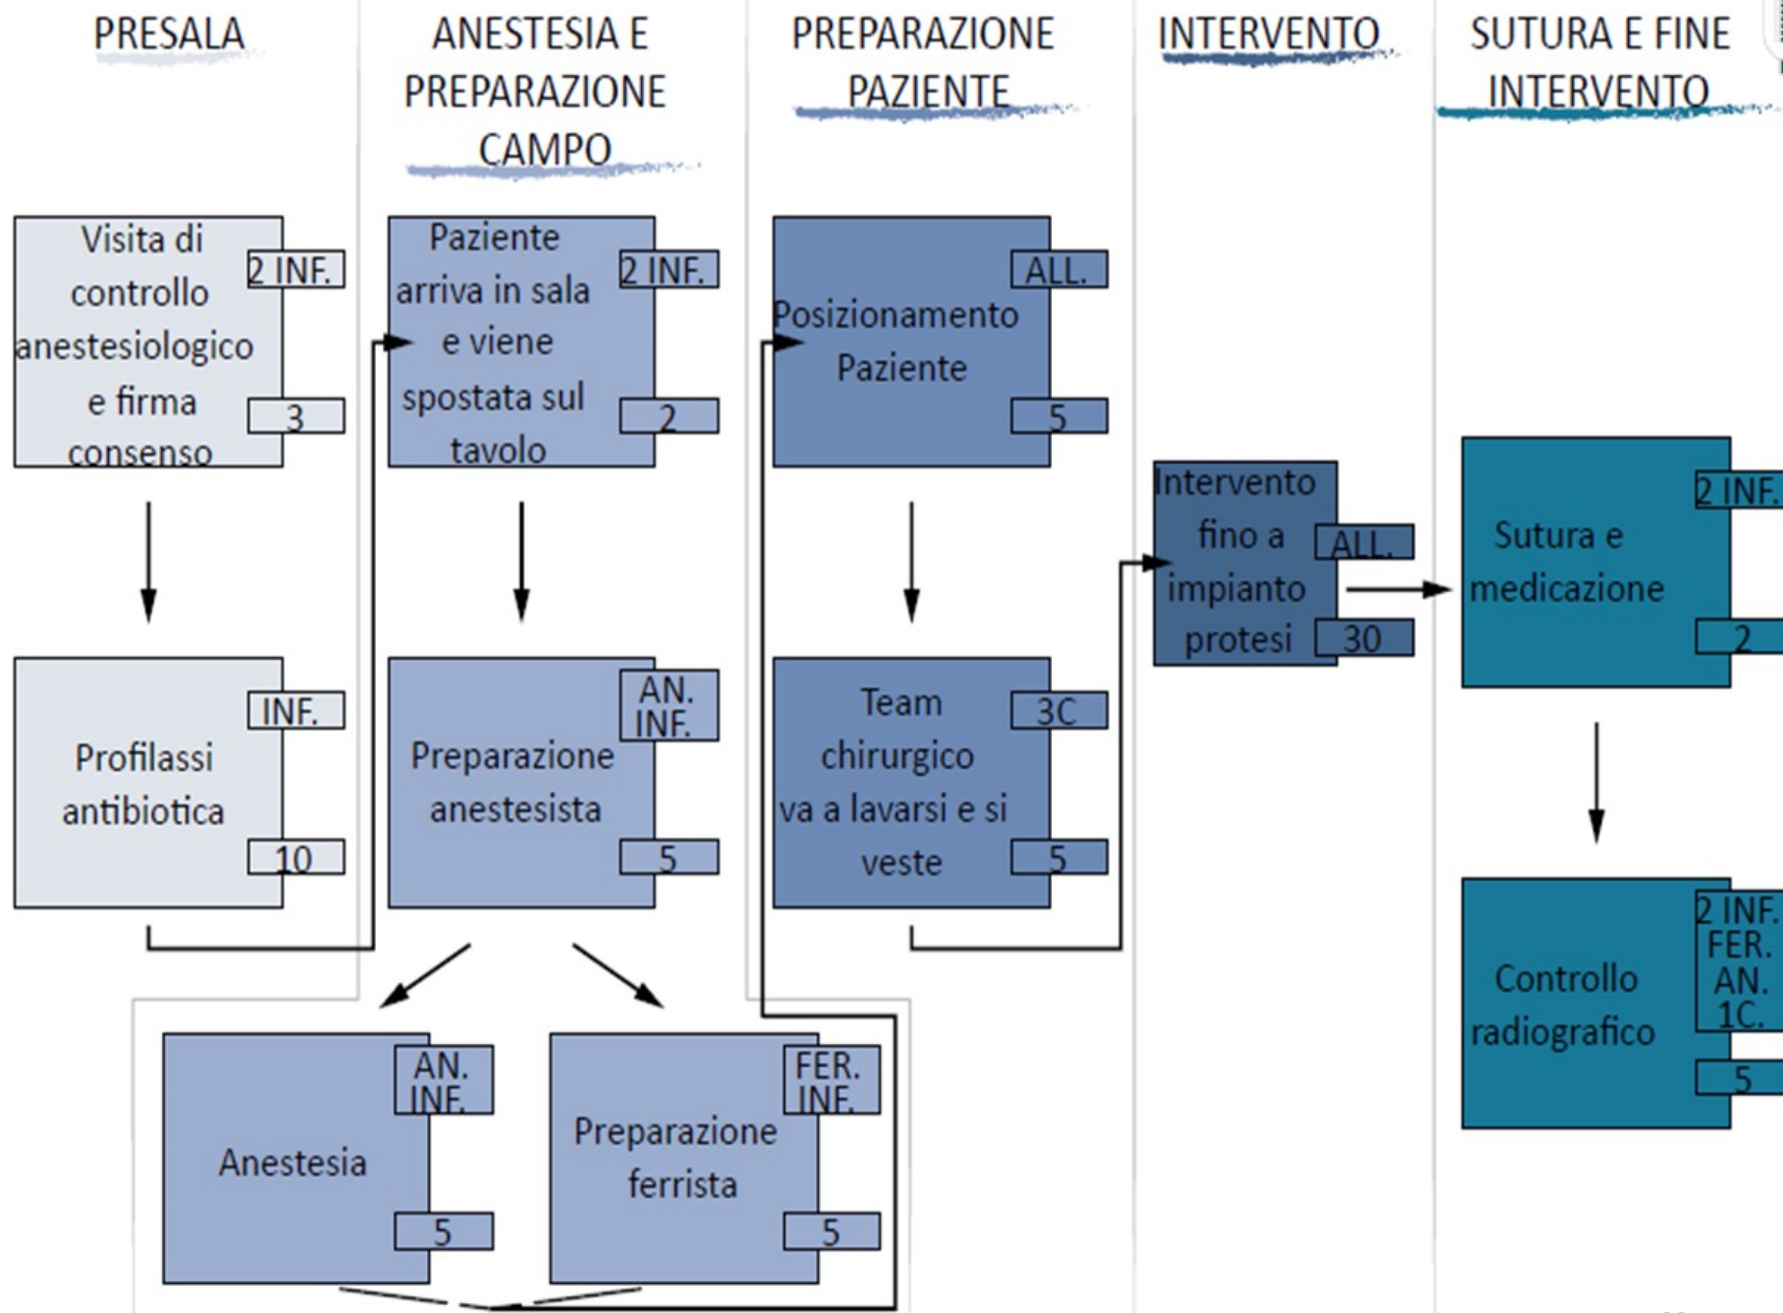 PRESALA
ANESTESIA E
PREPARAZIONE
CAMPO
PREPARAZIONE
PAZIENTE
INTERVENTO
SUTURA E FINE
INTERVENTO
Visita di
controllo
anestesiologico
e firma
consenso
2 INF.
3
Profilassi
antibiotica
INF.
10
Paziente
arriva in sala
e viene
spostata sul
tavolo
2 INF.
2
Preparazione
anestesista
AN.
INF.
5
Anestesia
AN.
INF.
5
Preparazione
ferrista
FER.
INF.
5
Posizionamento
Paziente
ALL.
5
Team
chirurgico
va a lavarsi e si
veste
3C
5
Intervento
fino a
impianto
protesi
ALL.
30
Sutura e
medicazione
2 INF.
2
Controllo
radiografico
2 INF.
FER.
AN.
1C.
5